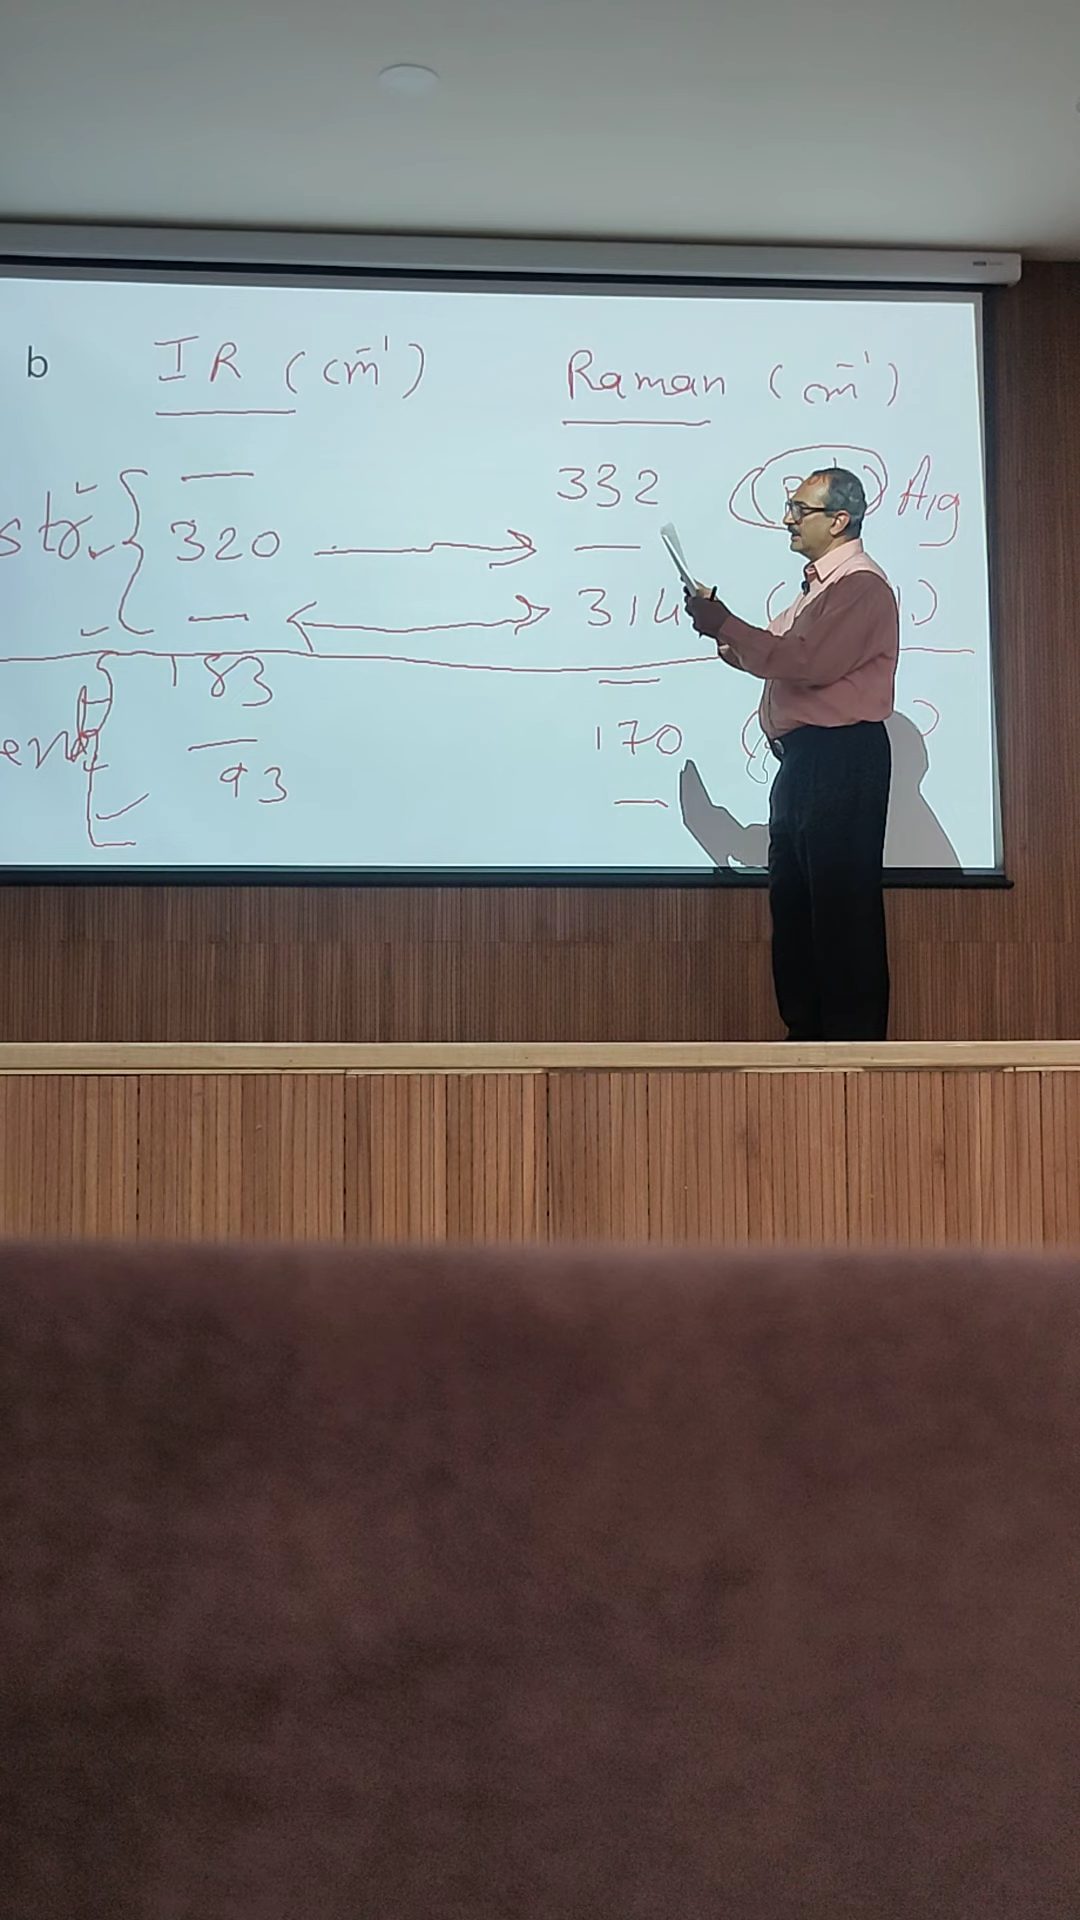 b IR (cm⁻¹) Raman (cm⁻¹)
— 332 A₁g
str. 320 → —
— ↔ 314
183 —
— 170
93 —